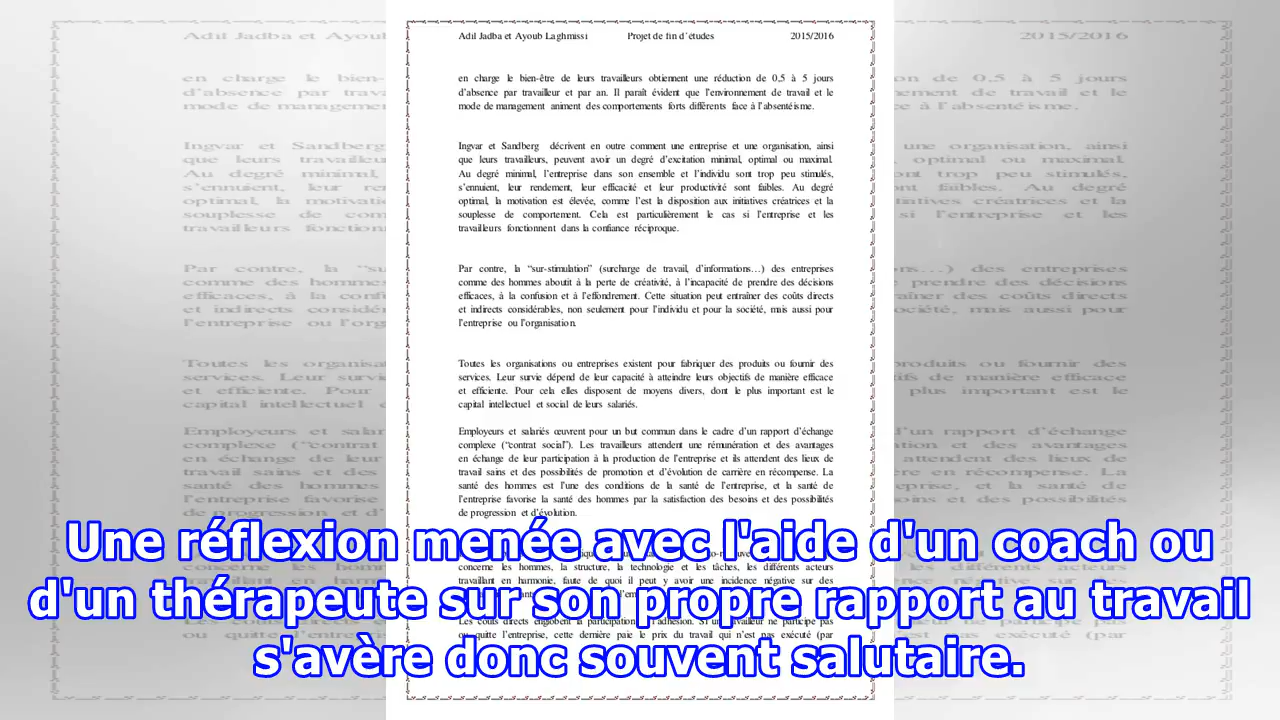 Adil Jadba et Ayoub Laghmissi Projet de fin d'études 2015/2016
en charge le bien-être de leurs travailleurs obtiennent une réduction de 0,5 à 5 jours
d'absence par travailleur et par an. Il paraît évident que l'environnement de travail et le
mode de management animent des comportements forts différents face à l'absentéisme.
Ingvar et Sandberg décrivent en outre comment une entreprise et une organisation, ainsi
que leurs travailleurs, peuvent avoir un degré d'excitation minimal, optimal ou maximal.
Au degré minimal, l'entreprise dans son ensemble et l'individu sont trop peu stimulés,
s'ennuient, leur rendement, leur efficacité et leur productivité sont faibles. Au degré
optimal, la motivation est élevée, comme l'est la disposition aux initiatives créatrices et la
souplesse de comportement. Cela est particulièrement le cas si l'entreprise et les
travailleurs fonctionnent dans la confiance réciproque.
Par contre, la “sur-stimulation” (surcharge de travail, d'informations…) des entreprises
comme des hommes aboutit à la perte de créativité, à l'incapacité de prendre des décisions
efficaces, à la confusion et à l'effondrement. Cette situation peut entraîner des coûts directs
et indirects considérables, non seulement pour l'individu et pour la société, mais aussi pour
l'entreprise ou l'organisation.
Toutes les organisations ou entreprises existent pour fabriquer des produits ou fournir des
services. Leur survie dépend de leur capacité à atteindre leurs objectifs de manière efficace
et efficiente. Pour cela elles disposent de moyens divers, dont le plus important est le
capital intellectuel et social de leurs salariés.
Employeurs et salariés œuvrent pour un but commun dans le cadre d'un rapport d'échange
complexe (“contrat social”). Les travailleurs attendent une rémunération et des avantages
en échange de leur participation à la production de l'entreprise et ils attendent des lieux de
travail sains et des possibilités de promotion et d'évolution de carrière en récompense. La
santé des hommes est l'une des conditions de la santé de l'entreprise, et la santé de
l'entreprise favorise la santé des hommes par la satisfaction des besoins et des possibilités
de progression et d'évolution.
Une réflexion menée avec l'aide d'un coach ou
concerne les hommes, la structure, la technologie et les tâches, les différents acteurs
travaillant en harmonie, faute de quoi il peut y avoir une incidence négative sur des
d'un thérapeute sur son propre rapport au travail
Les coûts directs englobent la participation et l'adhésion. Si un travailleur ne participe pas
ou quitte l'entreprise, cette dernière paie le prix du travail qui n'est pas exécuté (par
s'avère donc souvent salutaire.